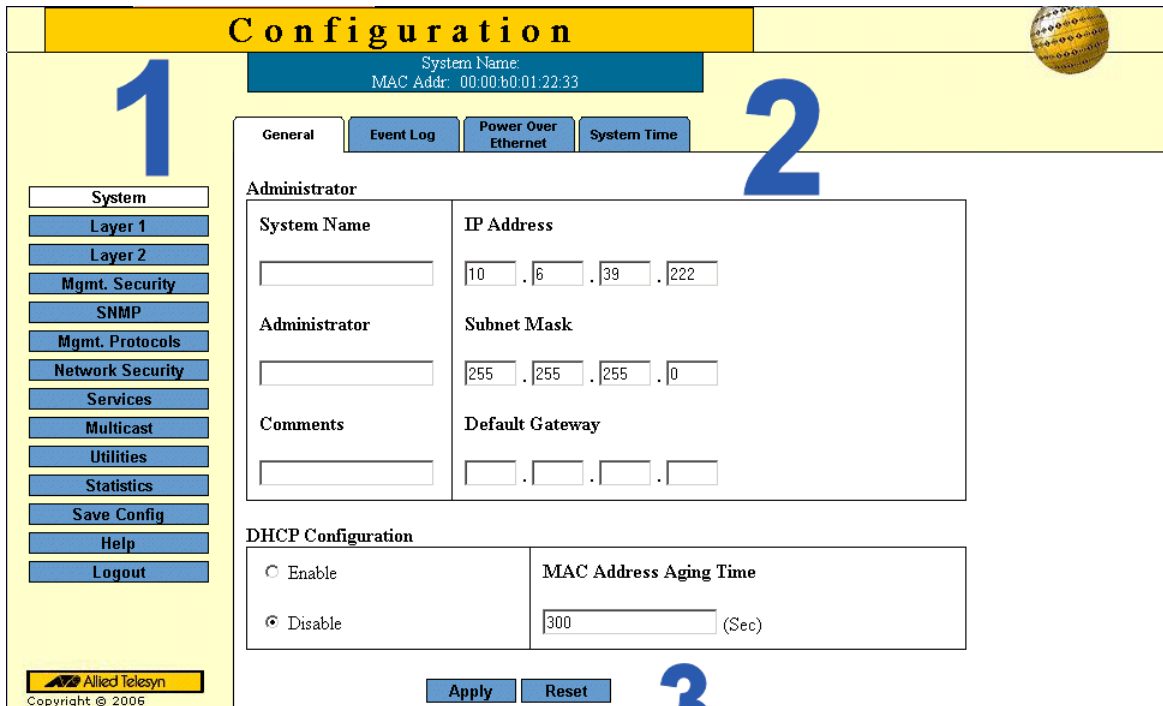 Configuration
System Name:
MAC Addr: 00:00:b0:01:22:33
1
2
General
Event Log
Power Over
Ethernet
System Time
System
Layer 1
Layer 2
Mgmt. Security
SNMP
Mgmt. Protocols
Network Security
Services
Multicast
Utilities
Statistics
Save Config
Help
Logout
Administrator
System Name
IP Address
10 . 6 . 39 . 222
Administrator
Subnet Mask
255 . 255 . 255 . 0
Comments
Default Gateway
. . .
DHCP Configuration
Enable
Disable
MAC Address Aging Time
300 (Sec)
Apply
Reset
3
Allied Telesyn
Copyright © 2006